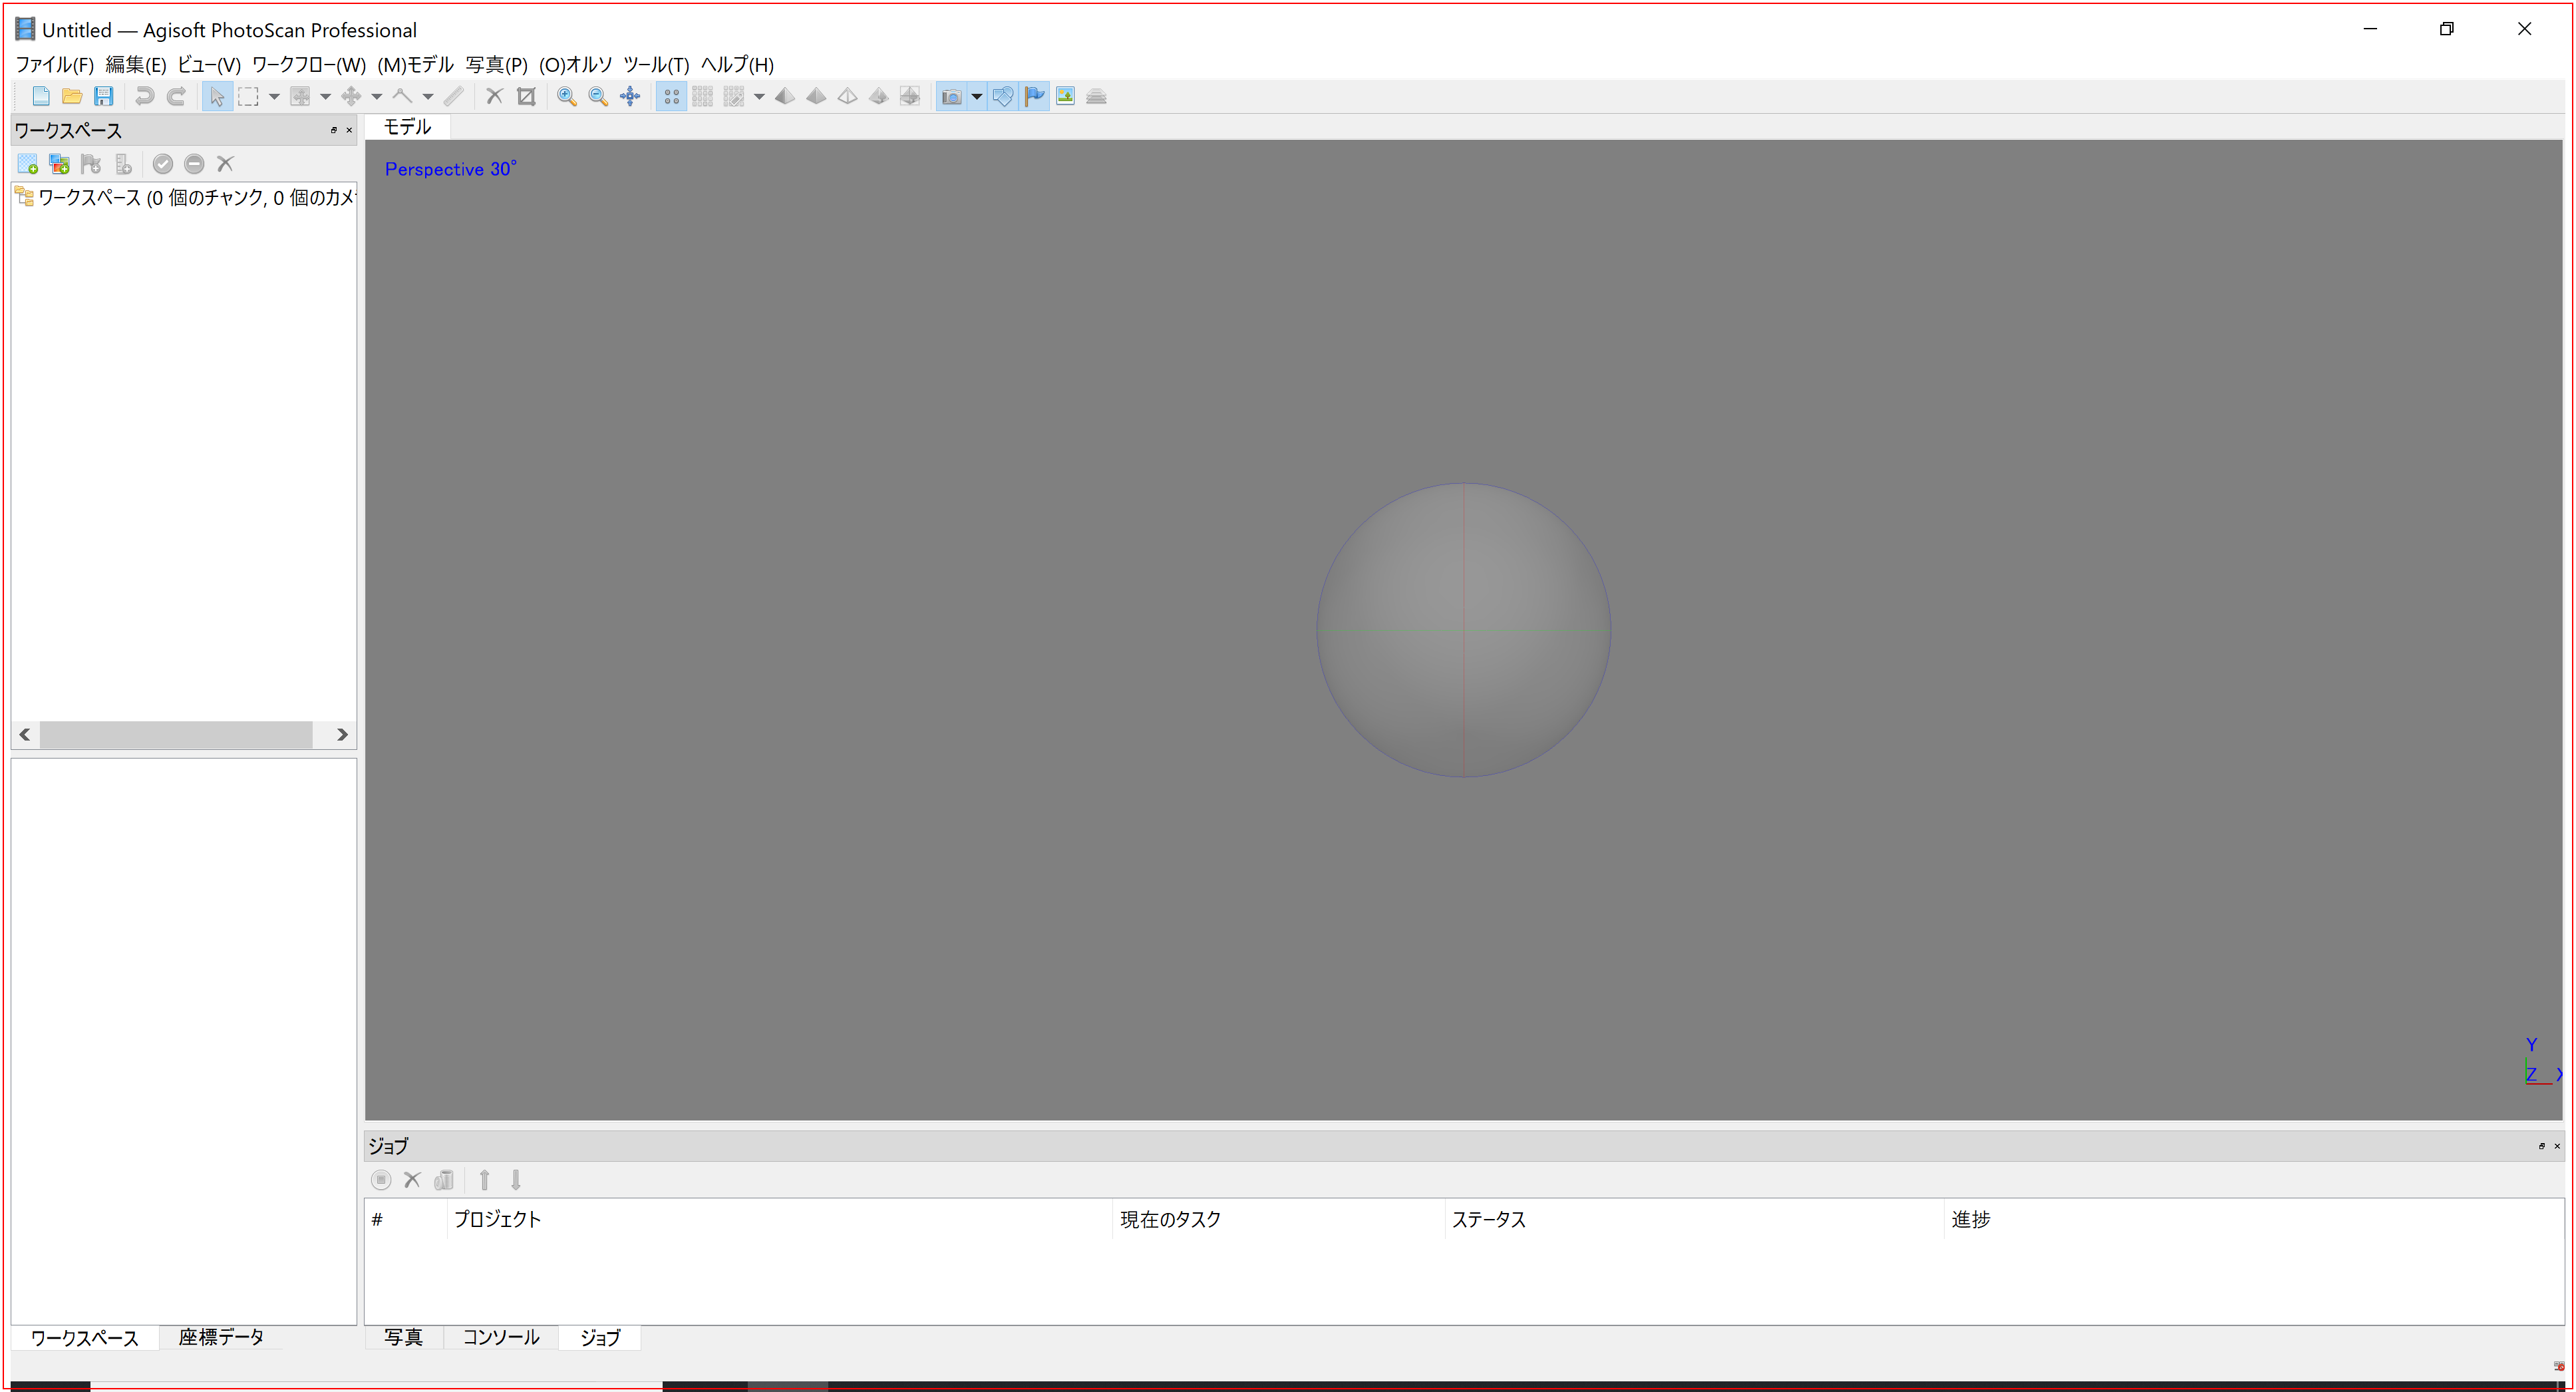 Untitled — Agisoft PhotoScan Professional
ファイル(F) 編集(E) ビュー(V) ワークフロー(W) (M)モデル 写真(P) (O)オルソ ツール(T) ヘルプ(H)
ワークスペース
モデル
Perspective 30°
ワークスペース (0 個のチャンク, 0 個のカメ
Y
Z X
ジョブ
# プロジェクト 現在のタスク ステータス 進捗
ワークスペース 座標データ
写真 コンソール ジョブ